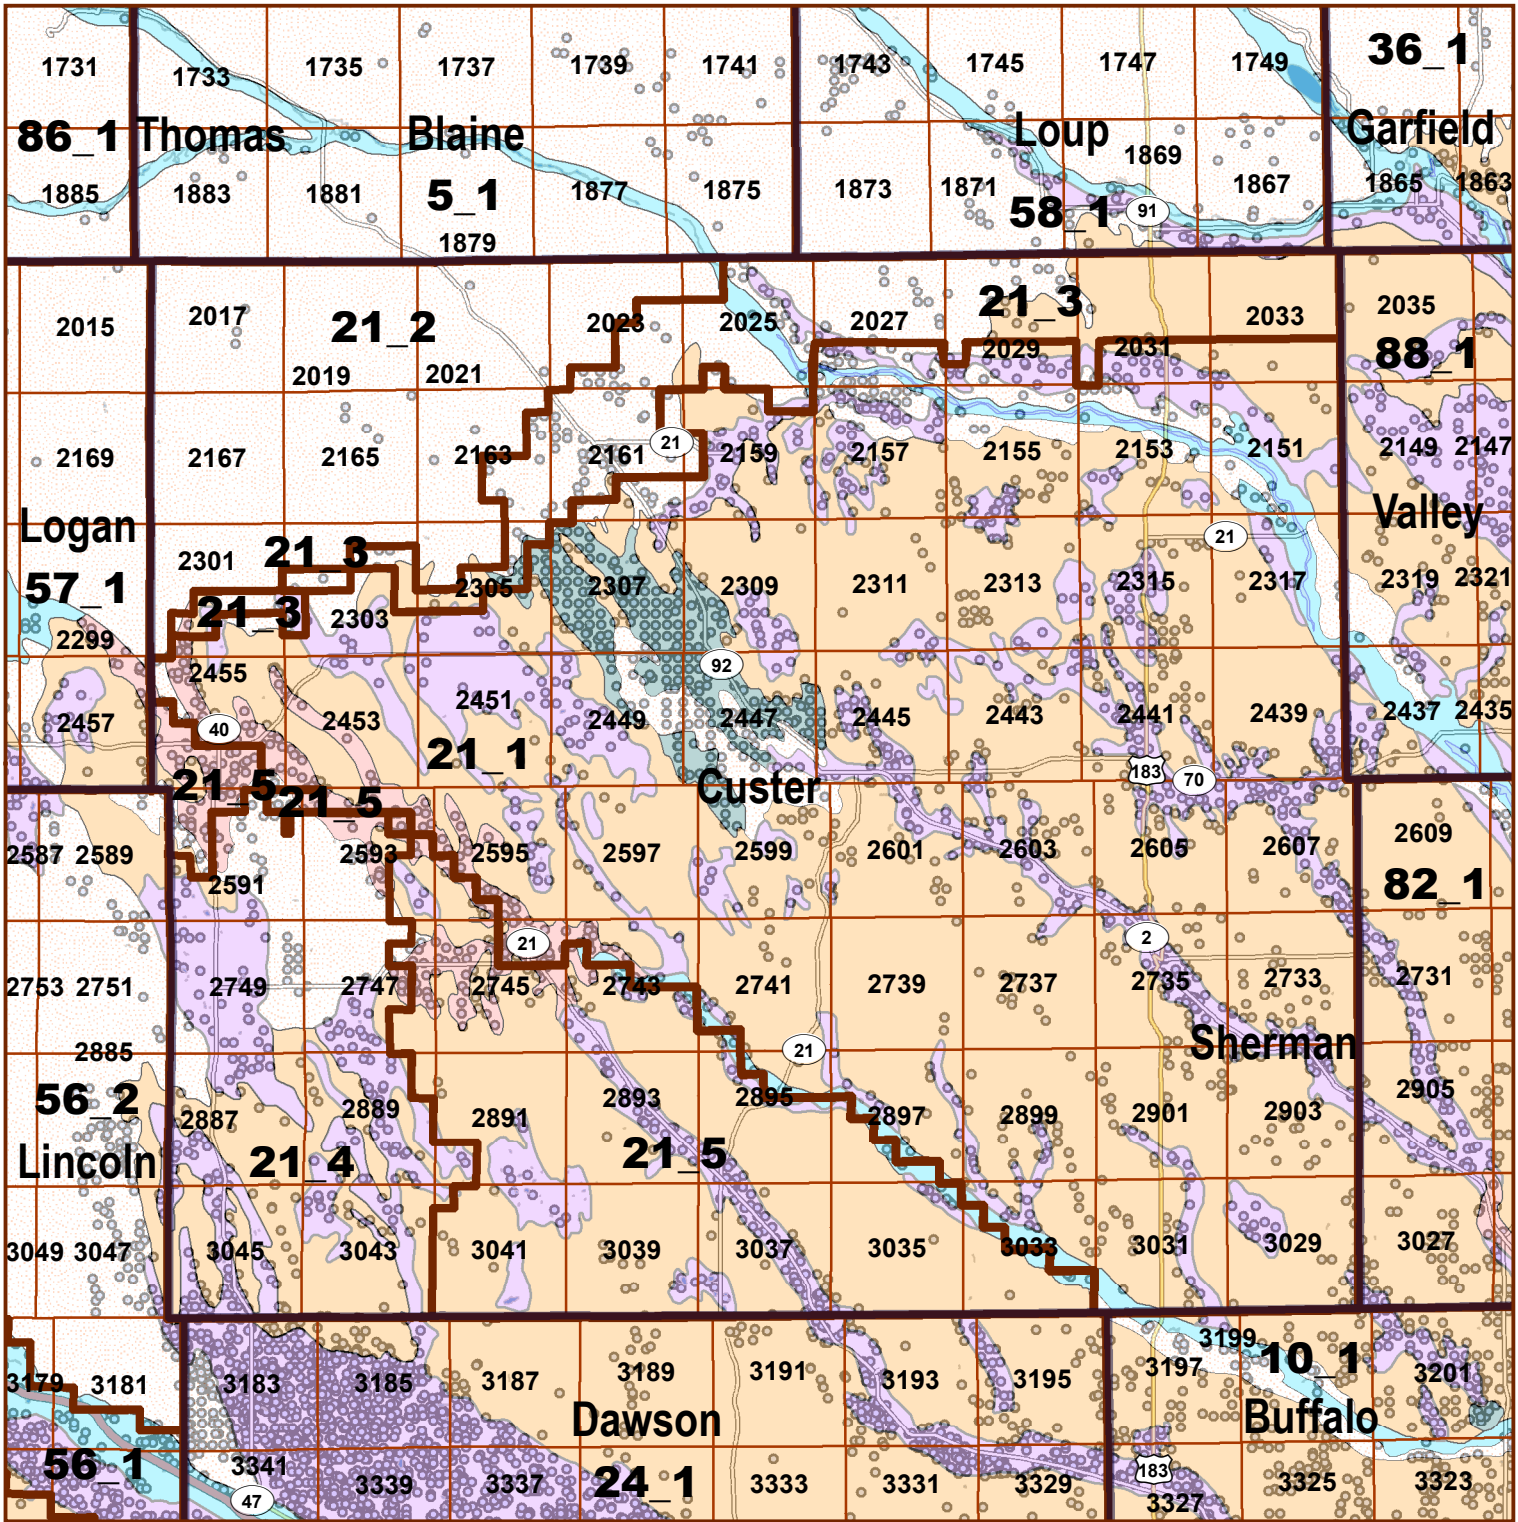 1731 1733 1735 1737 1739 1741 1743 1745 1747 1749 36_1
86_1 Thomas Blaine Loup Garfield
1869
1885 1883 1881 5_1 1877 1875 1873 1871 1867 1865 1863
58_1 91
1879
2015 2017 21_2 2023 2025 2027 21_3 2033 2035
2029 2031 88_1
2019 2021
2169 2167 2165 2163 2161 21 2159 2157 2155 2153 2151 2149 2147
Logan Valley
21
57_1 2301 21_3 2305 2307 2309 2311 2313 2315 2317 2319 2321
21_3 2303
2299
2455 92
2457 40 2453 2451 2449 2447 2445 2443 2441 2439 2437 2435
21_1
21_5 21_5 Custer 183 70
2587 2589 2593 2595 2597 2599 2601 2603 2605 2607 2609
2591 82_1
21 2
2753 2751 2749 2747 2745 2743 2741 2739 2737 2735 2733 2731
2885 21 Sherman
56_2 2887 2889 2891 2893 2895 2897 2899 2901 2903 2905
Lincoln 21_4 21_5
3049 3047 3045 3043 3041 3039 3037 3035 3033 3031 3029 3027
3199
3179 3181 3183 3185 3187 3189 3191 3193 3195 3197 10_1 3201
Dawson Buffalo
56_1 3341 3339 3337 24_1 3333 3331 3329 183 3325 3323
47 3327